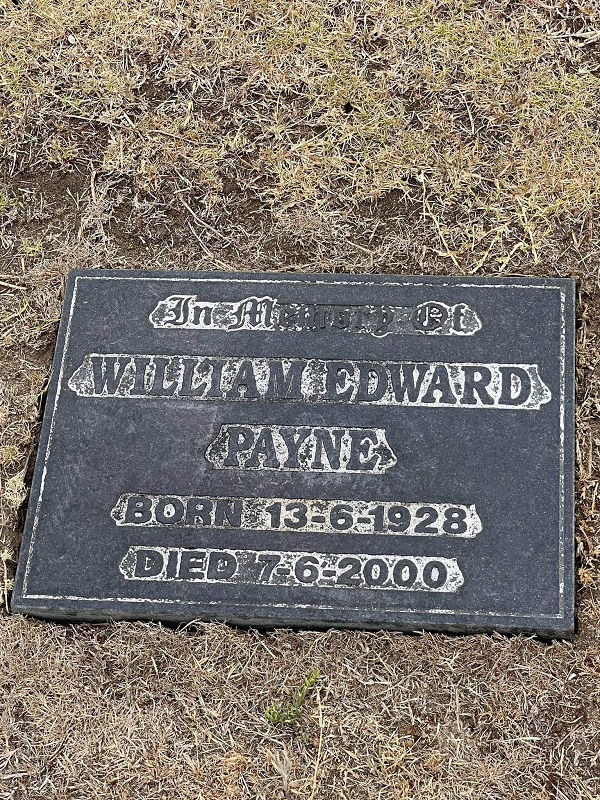 In Memory Of
WILLIAM EDWARD
PAYNE
BORN 13-6-1928
DIED 7-6-2000